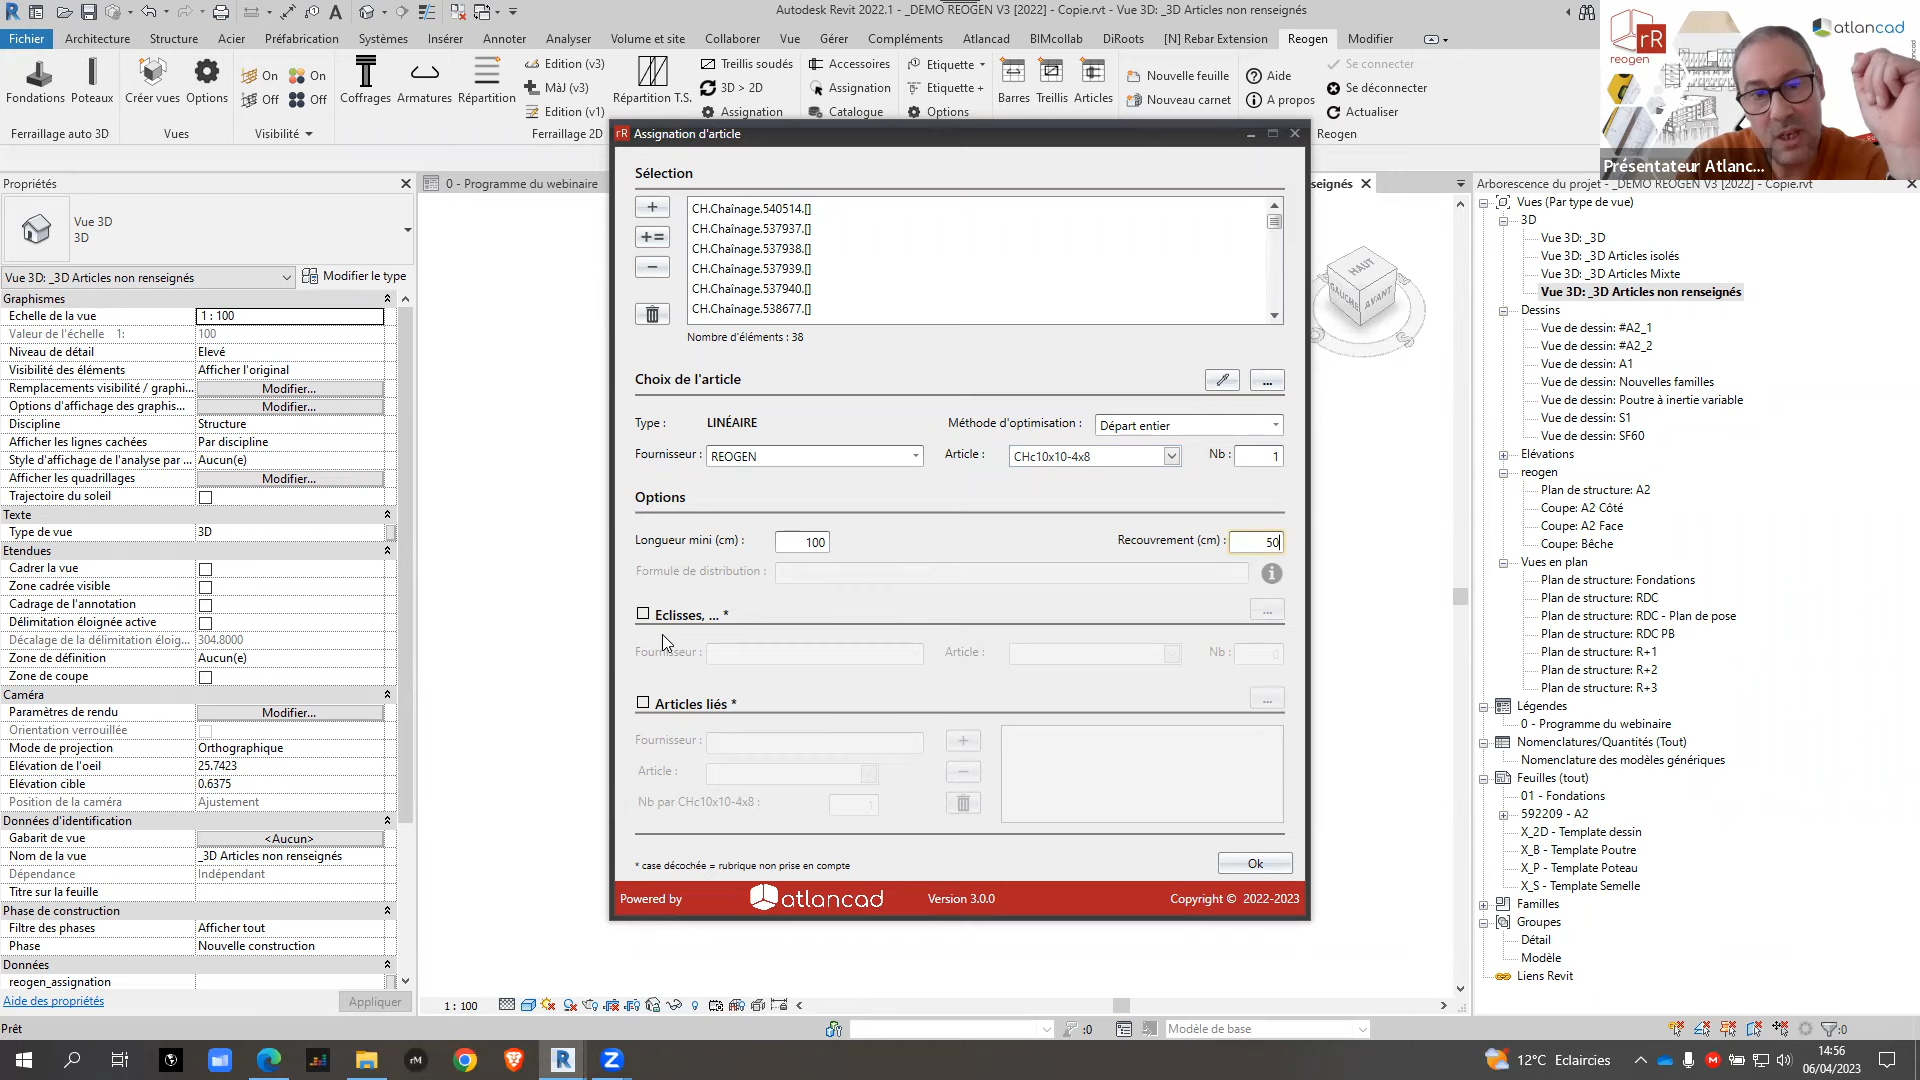 Autodesk Revit 2022.1 - _DEMO REOGEN V3 [2022] - Copie.rvt - Vue 3D: _3D Articles non renseignés
Fichier Architecture Structure Acier Préfabrication Systèmes Insérer Annoter Analyser Volume et site Collaborer Vue Gérer Compléments Atlancad BIMcollab DiRoots [N] Rebar Extension Reogen Modifier
Fondations Poteaux
Ferraillage auto 3D
Créer vues Options
Vues
On On
Off Off
Visibilité
Coffrages Armatures Répartition
Edition (v3)
MàJ (v3)
Edition (v1)
Ferraillage 2D
Répartition T.S.
Treillis soudés
3D > 2D
Assignation
Accessoires
Assignation
Catalogue
Etiquette
Etiquette +
Options
Barres Treillis Articles
Nouvelle feuille
Nouveau carnet
Aide
A propos
Se connecter
Se déconnecter
Actualiser
Reogen
rR
reogen
atlancad
Présentateur Atlanc...
Propriétés
Vue 3D
3D
Vue 3D: _3D Articles non renseignés Modifier le type
Graphismes
Echelle de la vue 1 : 100
Valeur de l'échelle 1: 100
Niveau de détail Elevé
Visibilité des éléments Afficher l'original
Remplacements visibilité / graphi... Modifier...
Options d'affichage des graphis... Modifier...
Discipline Structure
Afficher les lignes cachées Par discipline
Style d'affichage de l'analyse par ... Aucun(e)
Afficher les quadrillages Modifier...
Trajectoire du soleil
Texte
Type de vue 3D
Etendues
Cadrer la vue
Zone cadrée visible
Cadrage de l'annotation
Délimitation éloignée active
Décalage de la délimitation éloig... 304.8000
Zone de définition Aucun(e)
Zone de coupe
Caméra
Paramètres de rendu Modifier...
Orientation verrouillée
Mode de projection Orthographique
Elévation de l'oeil 25.7423
Elévation cible 0.6375
Position de la caméra Ajustement
Données d'identification
Gabarit de vue <Aucun>
Nom de la vue _3D Articles non renseignés
Dépendance Indépendant
Titre sur la feuille
Phase de construction
Filtre des phases Afficher tout
Phase Nouvelle construction
Données
reogen_assignation
Aide des propriétés Appliquer
0 - Programme du webinaire
seignés
rR Assignation d'article
Sélection
+
+=
−
CH.Chaînage.540514.[]
CH.Chaînage.537937.[]
CH.Chaînage.537938.[]
CH.Chaînage.537939.[]
CH.Chaînage.537940.[]
CH.Chaînage.538677.[]
Nombre d'éléments : 38
Choix de l'article ...
Type : LINÉAIRE Méthode d'optimisation : Départ entier
Fournisseur : REOGEN Article : CHc10x10-4x8 Nb : 1
Options
Longueur mini (cm) : 100 Recouvrement (cm) : 50
Formule de distribution :
Eclisses, ... * ...
Fournisseur : Article : Nb : 0
Articles liés * ...
Fournisseur : +
Article : −
Nb par CHc10x10-4x8 : 1
* case décochée = rubrique non prise en compte
Ok
Powered by atlancad Version 3.0.0 Copyright © 2022-2023
HAUT
GAUCHE AVANT
S
S
Arborescence du projet - _DEMO REOGEN V3 [2022] - Copie.rvt
Vues (Par type de vue)
3D
Vue 3D: _3D
Vue 3D: _3D Articles isolés
Vue 3D: _3D Articles Mixte
Vue 3D: _3D Articles non renseignés
Dessins
Vue de dessin: #A2_1
Vue de dessin: #A2_2
Vue de dessin: A1
Vue de dessin: Nouvelles familles
Vue de dessin: Poutre à inertie variable
Vue de dessin: S1
Vue de dessin: SF60
Elévations
reogen
Plan de structure: A2
Coupe: A2 Côté
Coupe: A2 Face
Coupe: Bêche
Vues en plan
Plan de structure: Fondations
Plan de structure: RDC
Plan de structure: RDC - Plan de pose
Plan de structure: RDC PB
Plan de structure: R+1
Plan de structure: R+2
Plan de structure: R+3
Légendes
0 - Programme du webinaire
Nomenclatures/Quantités (Tout)
Nomenclature des modèles génériques
Feuilles (tout)
01 - Fondations
592209 - A2
X_2D - Template dessin
X_B - Template Poutre
X_P - Template Poteau
X_S - Template Semelle
Familles
Groupes
Détail
Modèle
Liens Revit
1 : 100
Prêt :0 Modèle de base :0
12°C Eclaircies
14:56
06/04/2023